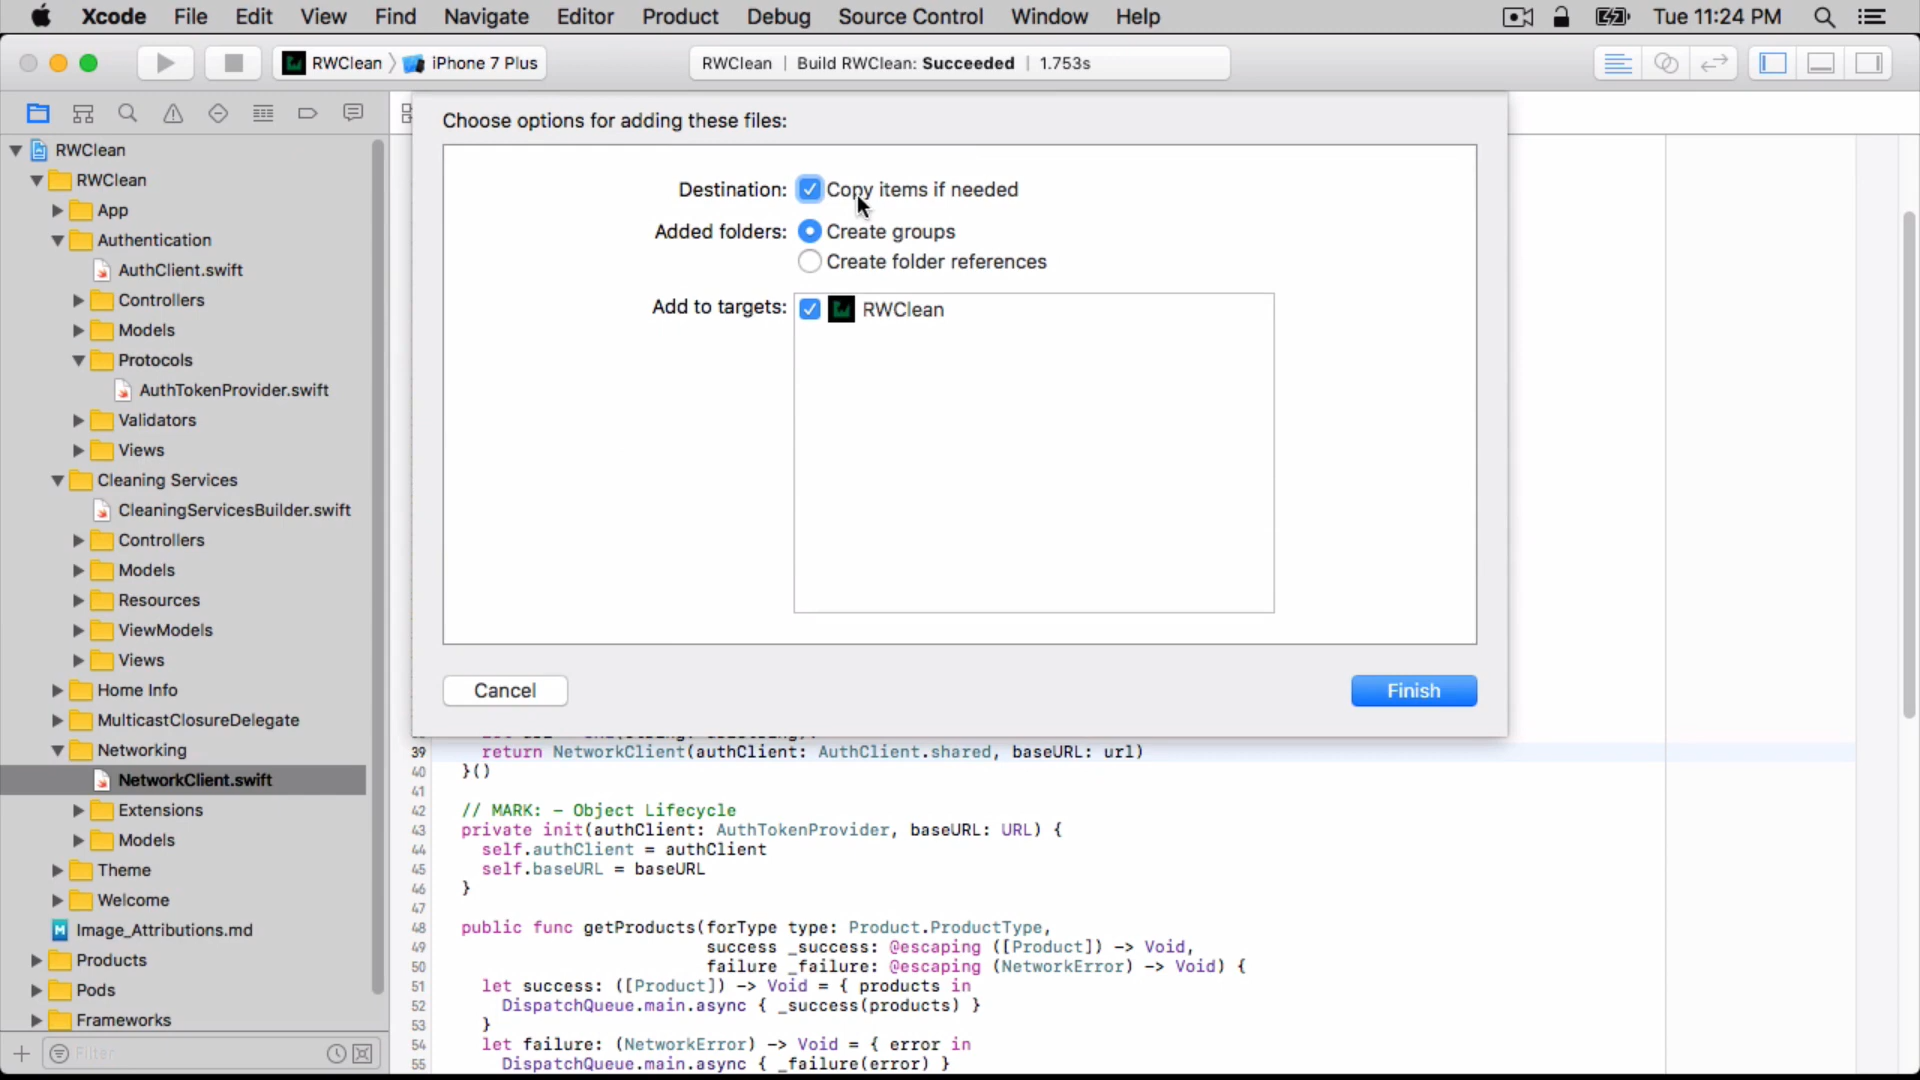 Xcode File Edit View Find Navigate Editor Product Debug Source Control Window Help Tue 11:24 PM
RWClean iPhone 7 Plus RWClean | Build RWClean: Succeeded | 1.753s
Choose options for adding these files:
Destination: Copy items if needed
Added folders: Create groups
Create folder references
Add to targets: RWClean
Cancel Finish
RWClean
RWClean
App
Authentication
AuthClient.swift
Controllers
Models
Protocols
AuthTokenProvider.swift
Validators
Views
Cleaning Services
CleaningServicesBuilder.swift
Controllers
Models
Resources
ViewModels
Views
Home Info
MulticastClosureDelegate
Networking
NetworkClient.swift
Extensions
Models
Theme
Welcome
Image_Attributions.md
Products
Pods
Frameworks
Filter
39 return NetworkClient(authClient: AuthClient.shared, baseURL: url)
40 }()
41
42 // MARK: - Object Lifecycle
43 private init(authClient: AuthTokenProvider, baseURL: URL) {
44 self.authClient = authClient
45 self.baseURL = baseURL
46 }
47
48 public func getProducts(forType type: Product.ProductType,
49 success _success: @escaping ([Product]) -> Void,
50 failure _failure: @escaping (NetworkError) -> Void) {
51 let success: ([Product]) -> Void = { products in
52 DispatchQueue.main.async { _success(products) }
53 }
54 let failure: (NetworkError) -> Void = { error in
55 DispatchQueue.main.async { _failure(error) }